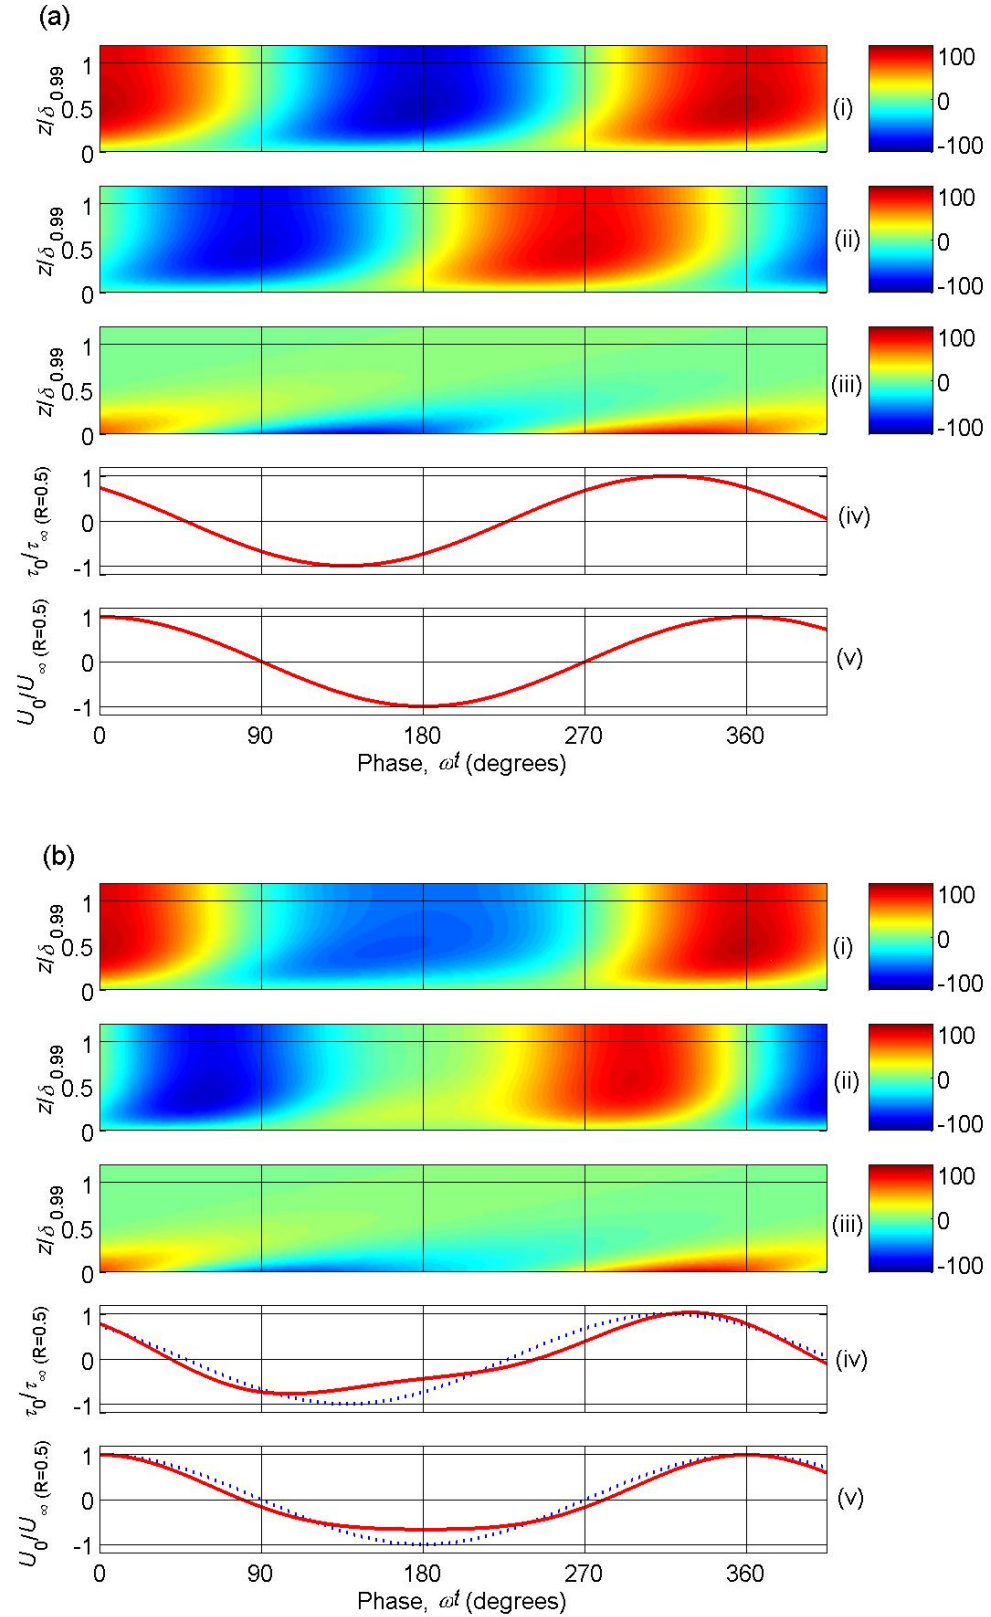 (a)
z/δ0.99
1
0.5
0
100
0
-100
(i)
z/δ0.99
1
0.5
0
100
0
-100
(ii)
z/δ0.99
1
0.5
0
100
0
-100
(iii)
τ0/τ∞ (R=0.5)
1
0
-1
(iv)
U0/U∞ (R=0.5)
1
0
-1
(v)
0 90 180 270 360
Phase, ωt (degrees)
(b)
z/δ0.99
1
0.5
0
100
0
-100
(i)
z/δ0.99
1
0.5
0
100
0
-100
(ii)
z/δ0.99
1
0.5
0
100
0
-100
(iii)
τ0/τ∞ (R=0.5)
1
0
-1
(iv)
U0/U∞ (R=0.5)
1
0
-1
(v)
0 90 180 270 360
Phase, ωt (degrees)